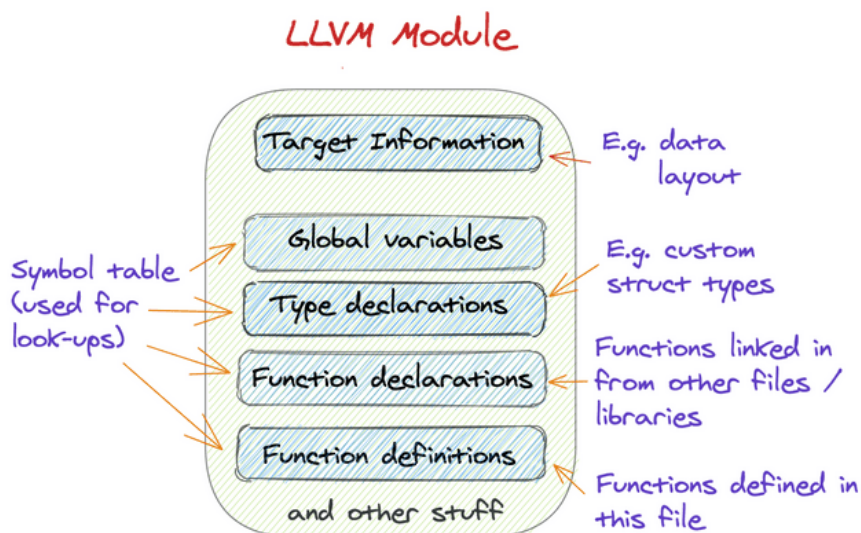 LLVM Module
Target Information
E.g. data
layout
Global variables
Symbol table
(used for
look-ups)
Type declarations
E.g. custom
struct types
Function declarations
Functions linked in
from other files /
libraries
Function definitions
Functions defined in
this file
and other stuff